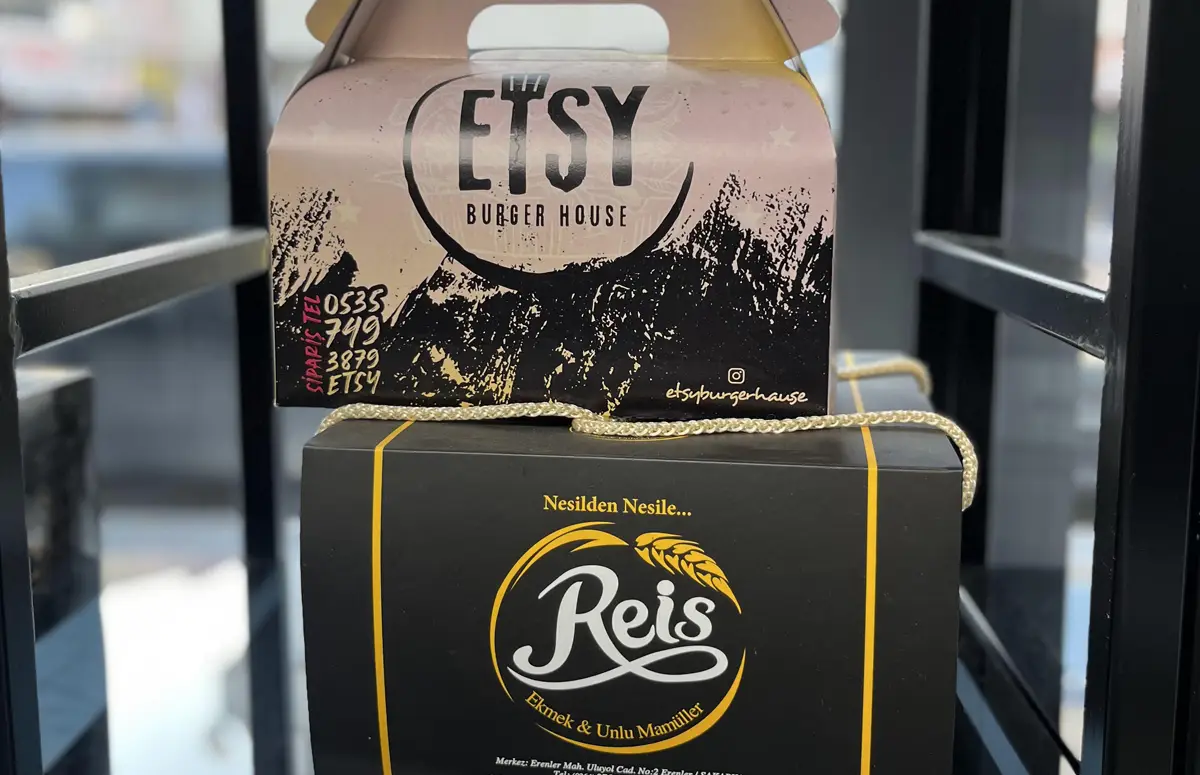 ETSY
BURGER HOUSE
SİPARİŞ TEL
0535
749
3879
ETSY
etsyburgerhause
Nesilden Nesile...
Reis
Ekmek & Unlu Mamüller
Merkez: Erenler Mah. Uluyol Cad. No:2 Erenler /